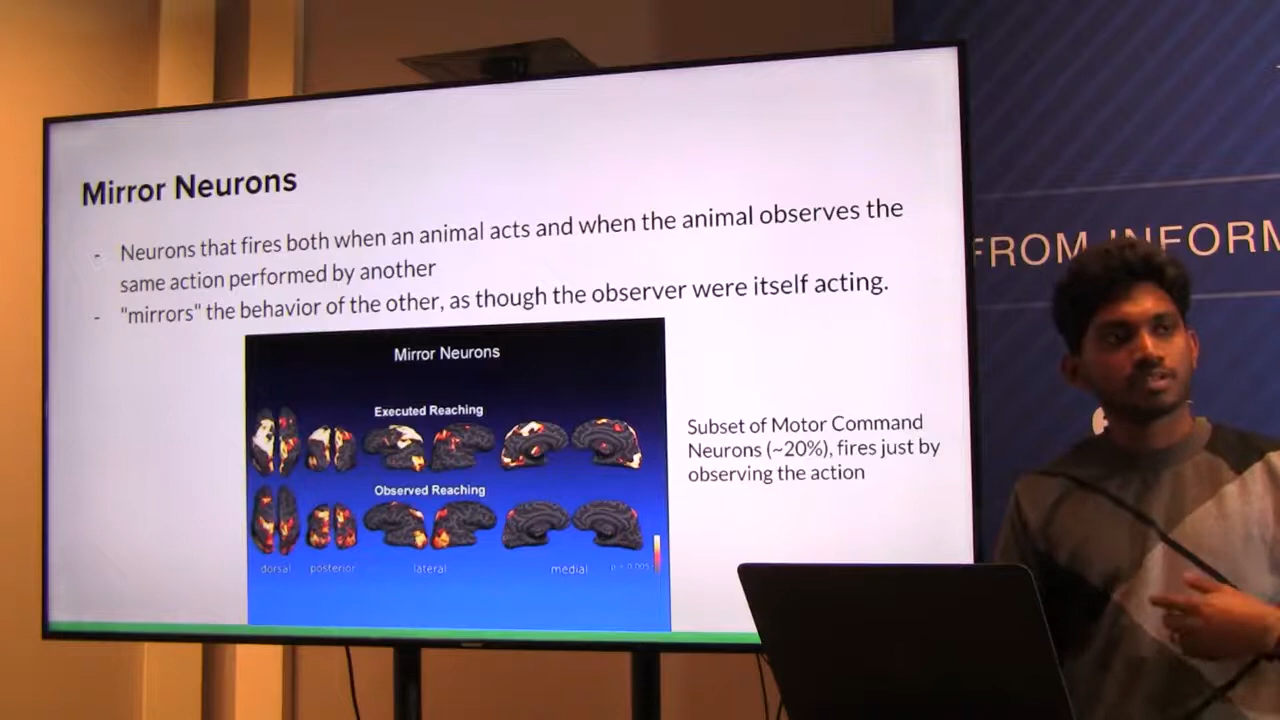 Mirror Neurons
- Neurons that fires both when an animal acts and when the animal observes the
same action performed by another
- "mirrors" the behavior of the other, as though the observer were itself acting.
Mirror Neurons
Executed Reaching
Observed Reaching
dorsal posterior lateral medial
Subset of Motor Command
Neurons (~20%), fires just by
observing the action
FROM INFORM